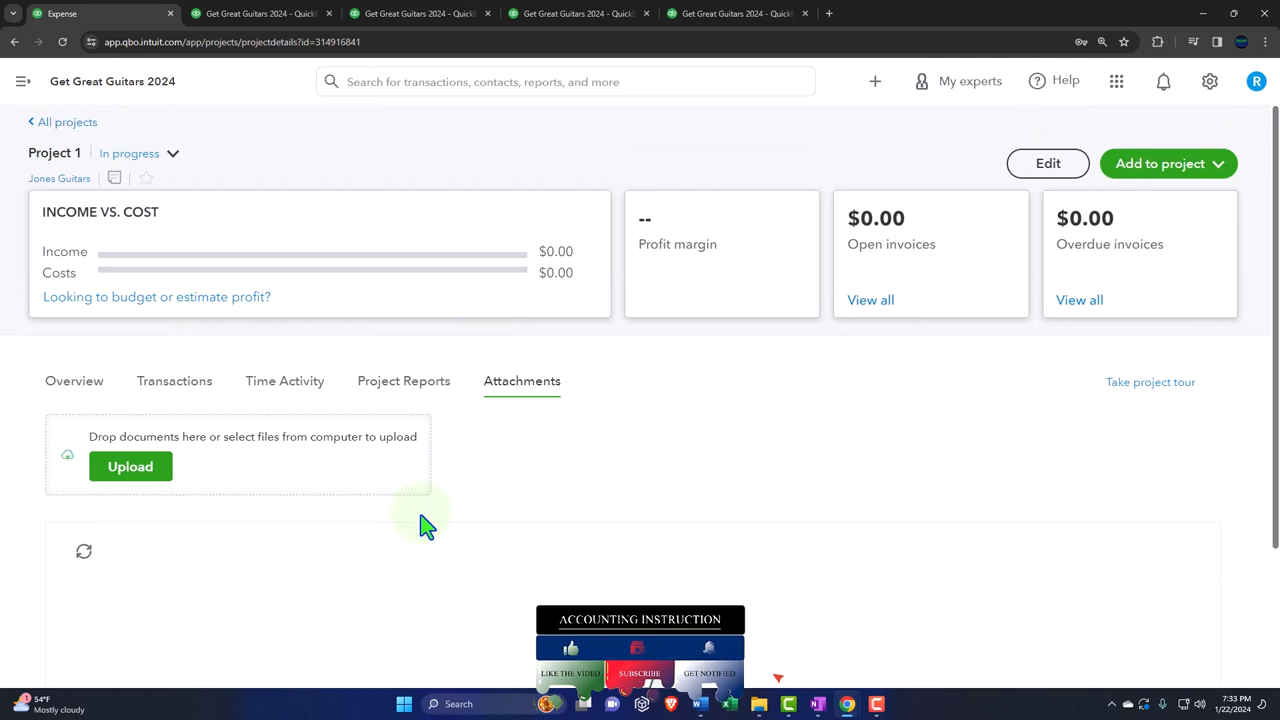 Expense
Get Great Guitars 2024 - Quick
Get Great Guitars 2024 - Quick
Get Great Guitars 2024 - Quick
Get Great Guitars 2024 - Quick
app.qbo.intuit.com/app/projects/projectdetails?id=314916841
Get Great Guitars 2024
Search for transactions, contacts, reports, and more
My experts
Help
R
All projects
Project 1
In progress
Edit
Add to project
Jones Guitars
INCOME VS. COST
Income
$0.00
Costs
$0.00
Looking to budget or estimate profit?
--
Profit margin
$0.00
Open invoices
View all
$0.00
Overdue invoices
View all
Overview
Transactions
Time Activity
Project Reports
Attachments
Take project tour
Drop documents here or select files from computer to upload
Upload
ACCOUNTING INSTRUCTION
LIKE THE VIDEO
SUBSCRIBE
GET NOTIFIED
54°F
Mostly cloudy
Search
7:33 PM
1/22/2024